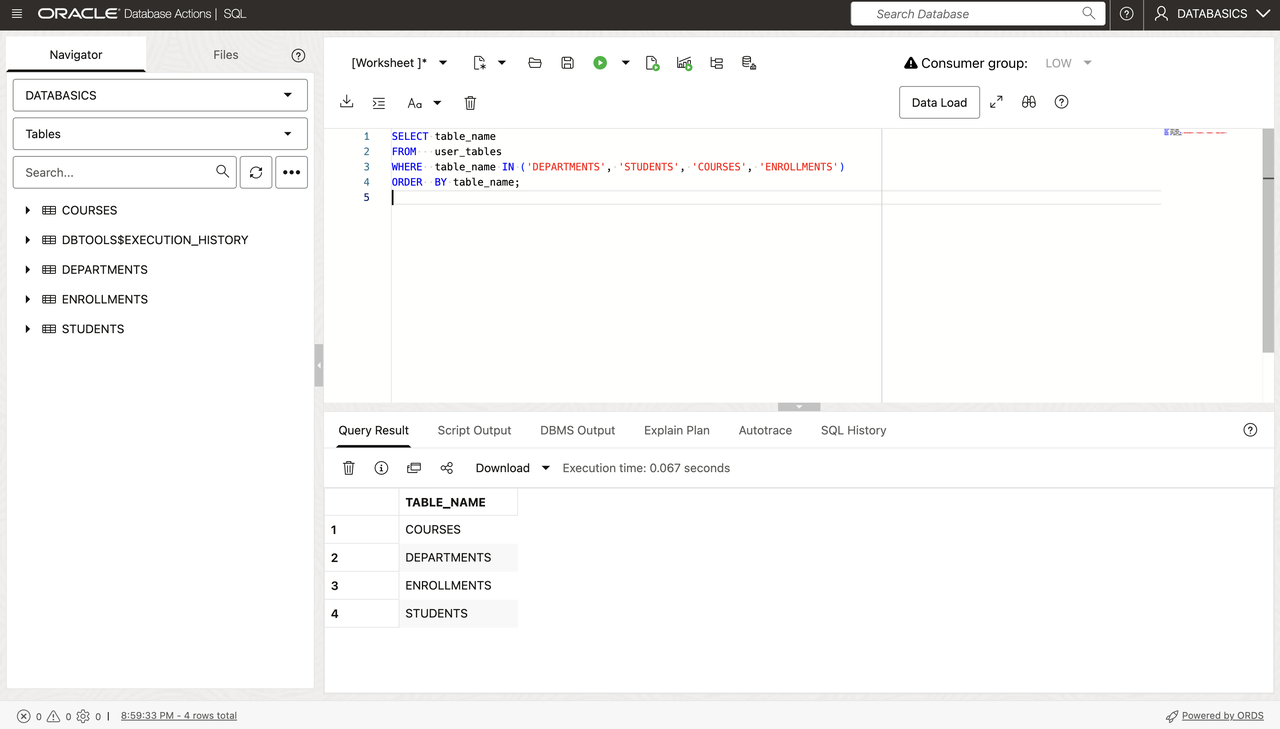 ORACLE Database Actions | SQL
Search Database
DATABASICS
Navigator
Files
DATABASICS
Tables
Search...
COURSES
DBTOOLS$EXECUTION_HISTORY
DEPARTMENTS
ENROLLMENTS
STUDENTS
[Worksheet ]*
Consumer group: LOW
Aa
Data Load
1 SELECT table_name
2 FROM user_tables
3 WHERE table_name IN ('DEPARTMENTS', 'STUDENTS', 'COURSES', 'ENROLLMENTS')
4 ORDER BY table_name;
5
Query Result Script Output DBMS Output Explain Plan Autotrace SQL History
Download Execution time: 0.067 seconds
TABLE_NAME
1 COURSES
2 DEPARTMENTS
3 ENROLLMENTS
4 STUDENTS
0 0 0 | 8:59:33 PM - 4 rows total
Powered by ORDS